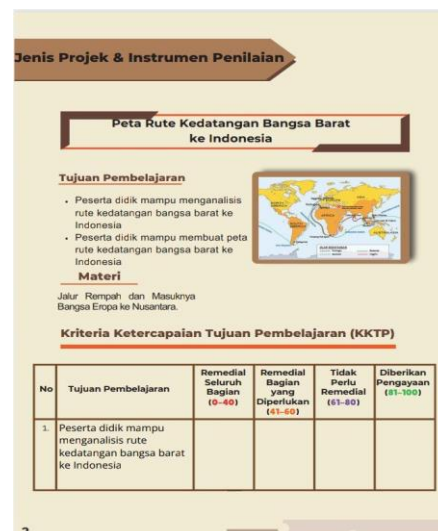 Jenis Projek & Instrumen Penilaian
Peta Rute Kedatangan Bangsa Barat
ke Indonesia
Tujuan Pembelajaran
• Peserta didik mampu menganalisis
rute kedatangan bangsa barat ke
Indonesia
• Peserta didik mampu membuat peta
rute kedatangan bangsa barat ke
Indonesia
Materi
Jalur Rempah dan Masuknya
Bangsa Eropa ke Nusantara.
Kriteria Ketercapaian Tujuan Pembelajaran (KKTP)
No
Tujuan Pembelajaran
Remedial
Seluruh
Bagian
(0-40)
Remedial
Bagian
yang
Diperlukan
(41-60)
Tidak
Perlu
Remedial
(61-80)
Diberikan
Pengayaan
(81-100)
1.
Peserta didik mampu
menganalisis rute
kedatangan bangsa barat
ke Indonesia